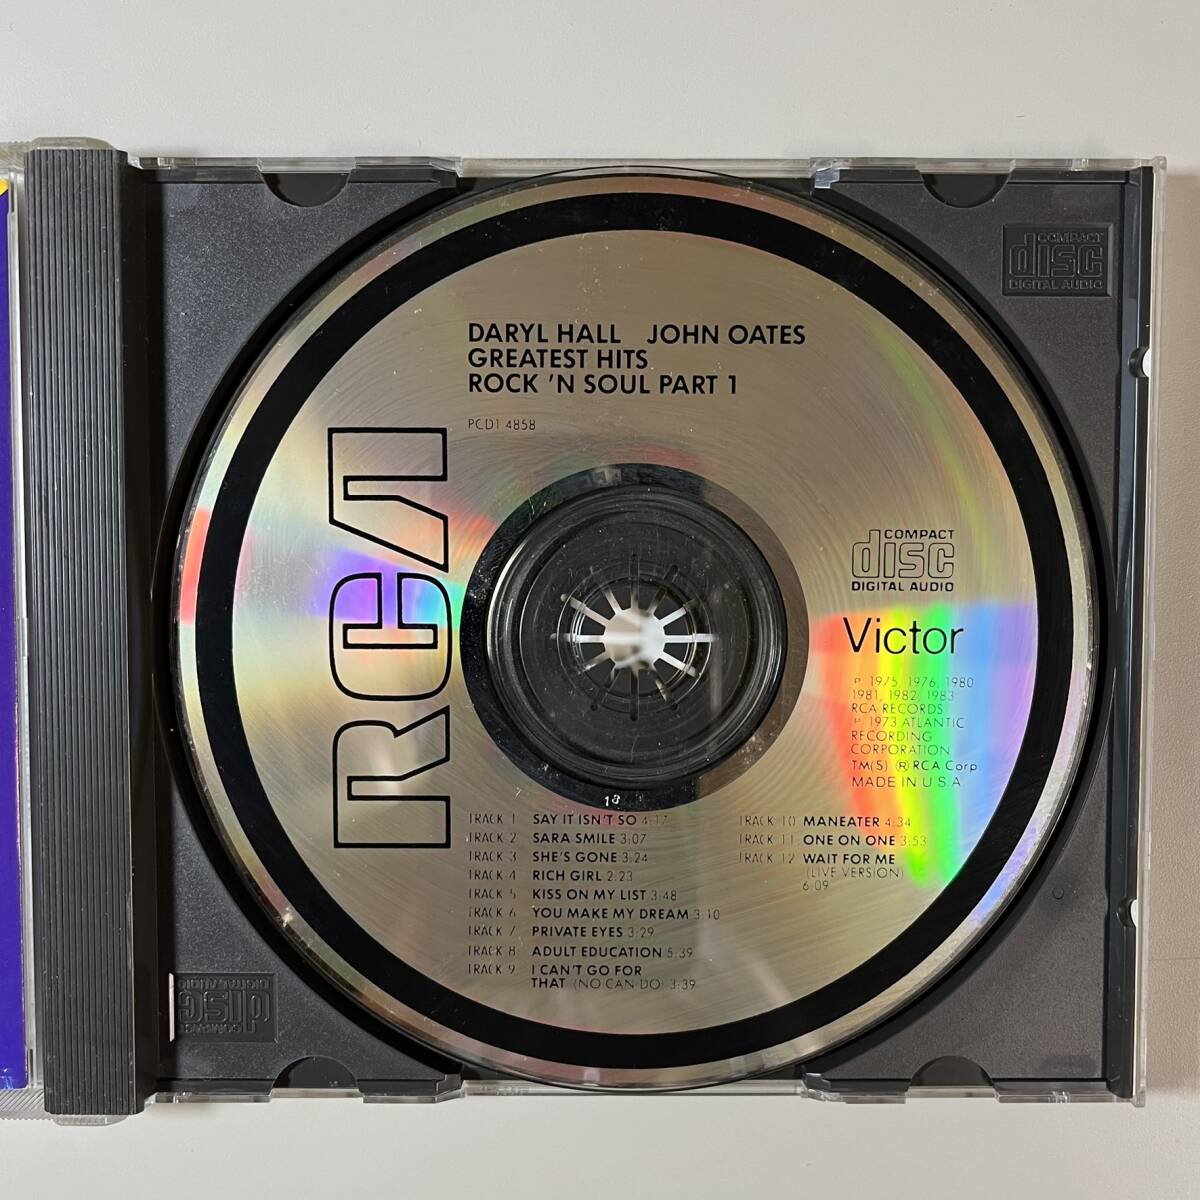 DARYL HALL JOHN OATES
GREATEST HITS
ROCK 'N SOUL PART 1
PCD1 4858
RCA
COMPACT
disc
DIGITAL AUDIO
Victor
℗ 1975, 1976, 1980
1981, 1982, 1983
RCA RECORDS
℗ 1973 ATLANTIC
RECORDING
CORPORATION
TM(S) ® RCA Corp
MADE IN U.S.A.
18
TRACK 1 SAY IT ISN'T SO 4:17
TRACK 2 SARA SMILE 3:07
TRACK 3 SHE'S GONE 3:24
TRACK 4 RICH GIRL 2:23
TRACK 5 KISS ON MY LIST 3:48
TRACK 6 YOU MAKE MY DREAM 3:10
TRACK 7 PRIVATE EYES 3:29
TRACK 8 ADULT EDUCATION 5:39
TRACK 9 I CAN'T GO FOR
THAT (NO CAN DO) 3:39
TRACK 10 MANEATER 4:34
TRACK 11 ONE ON ONE 3:53
TRACK 12 WAIT FOR ME
(LIVE VERSION)
6:09
COMPACT
disc
DIGITAL AUDIO
COMPACT
disc
DIGITAL AUDIO